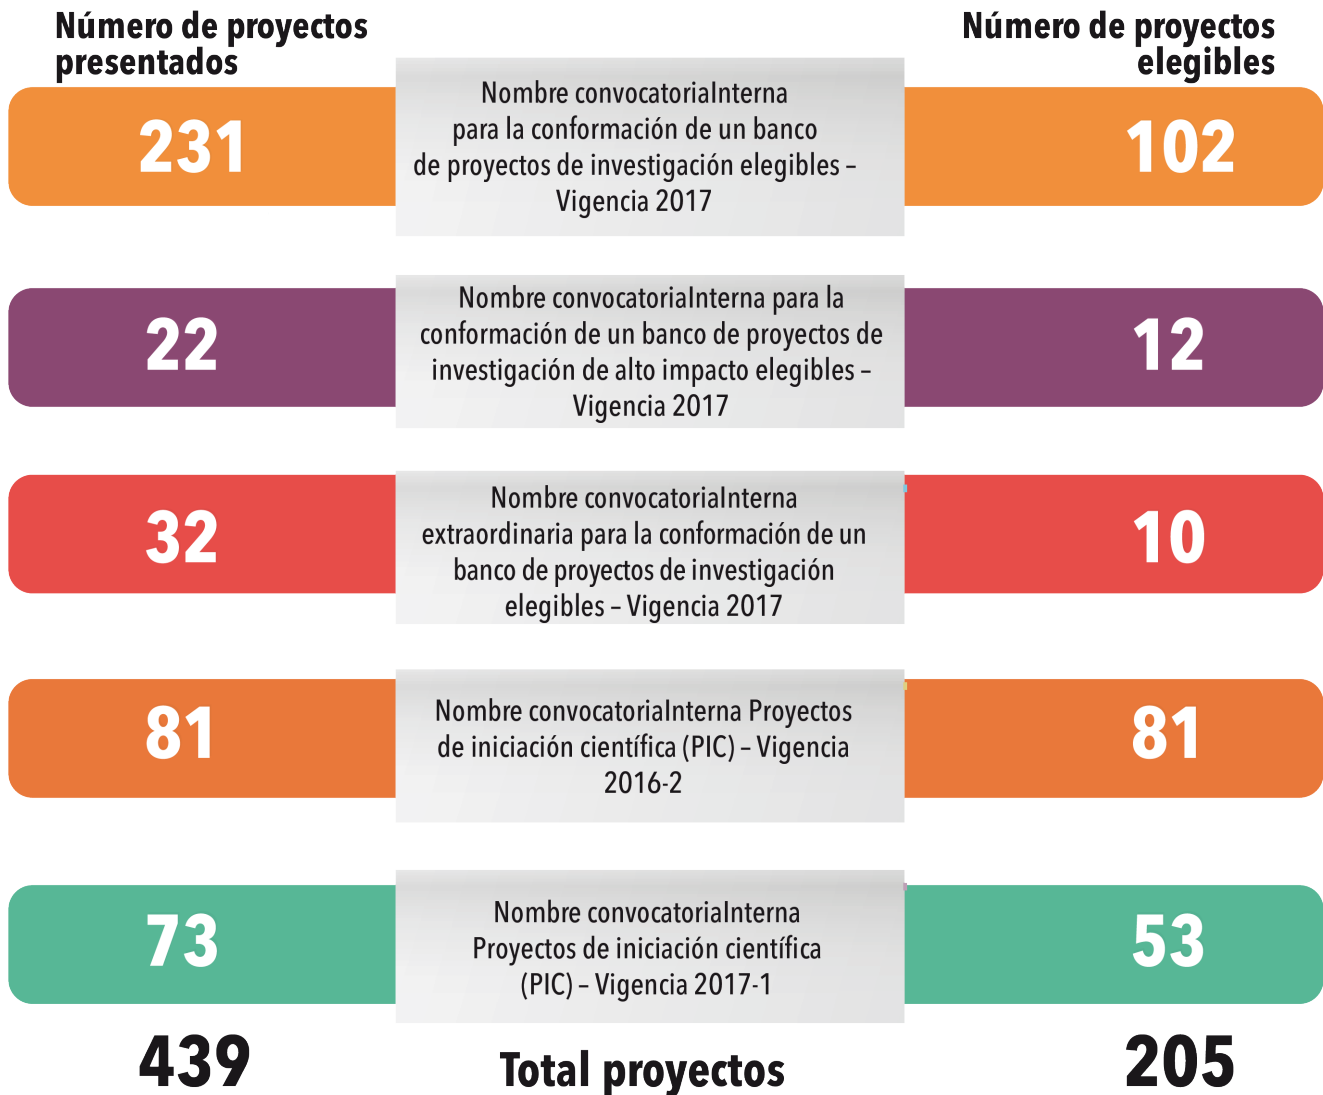 Número de proyectos
presentados
Número de proyectos
elegibles
231
Nombre convocatoriaInterna
para la conformación de un banco
de proyectos de investigación elegibles –
Vigencia 2017
102
22
Nombre convocatoriaInterna para la
conformación de un banco de proyectos de
investigación de alto impacto elegibles –
Vigencia 2017
12
32
Nombre convocatoriaInterna
extraordinaria para la conformación de un
banco de proyectos de investigación
elegibles – Vigencia 2017
10
81
Nombre convocatoriaInterna Proyectos
de iniciación científica (PIC) – Vigencia
2016-2
81
73
Nombre convocatoriaInterna
Proyectos de iniciación científica
(PIC) – Vigencia 2017-1
53
439
Total proyectos
205